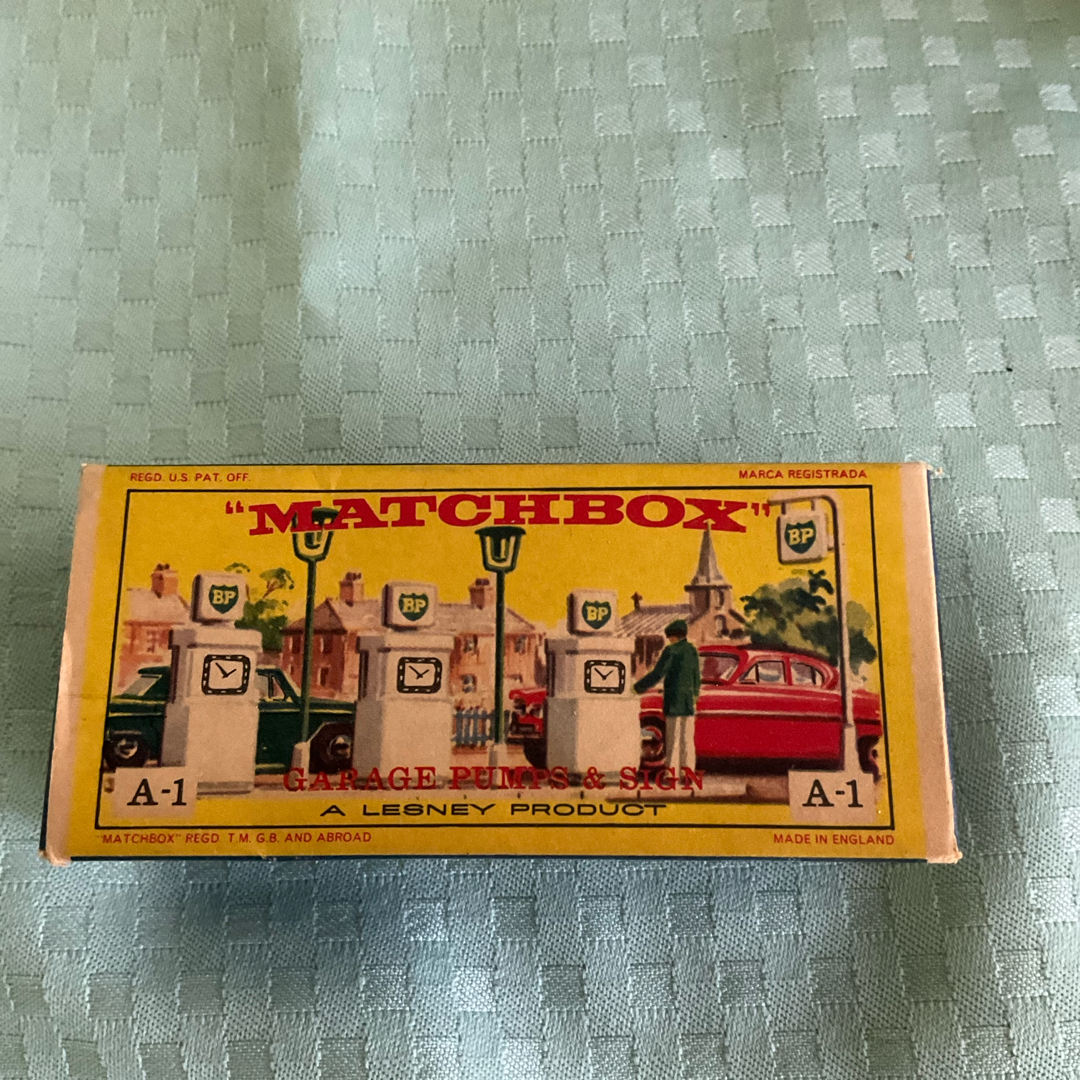 REGD. U.S. PAT. OFF.
MARCA REGISTRADA
"MATCHBOX"
BP
BP
BP
BP
GARAGE PUMPS & SIGN
A-1
A-1
A LESNEY PRODUCT
"MATCHBOX" REGD. T.M. G.B. AND ABROAD
MADE IN ENGLAND